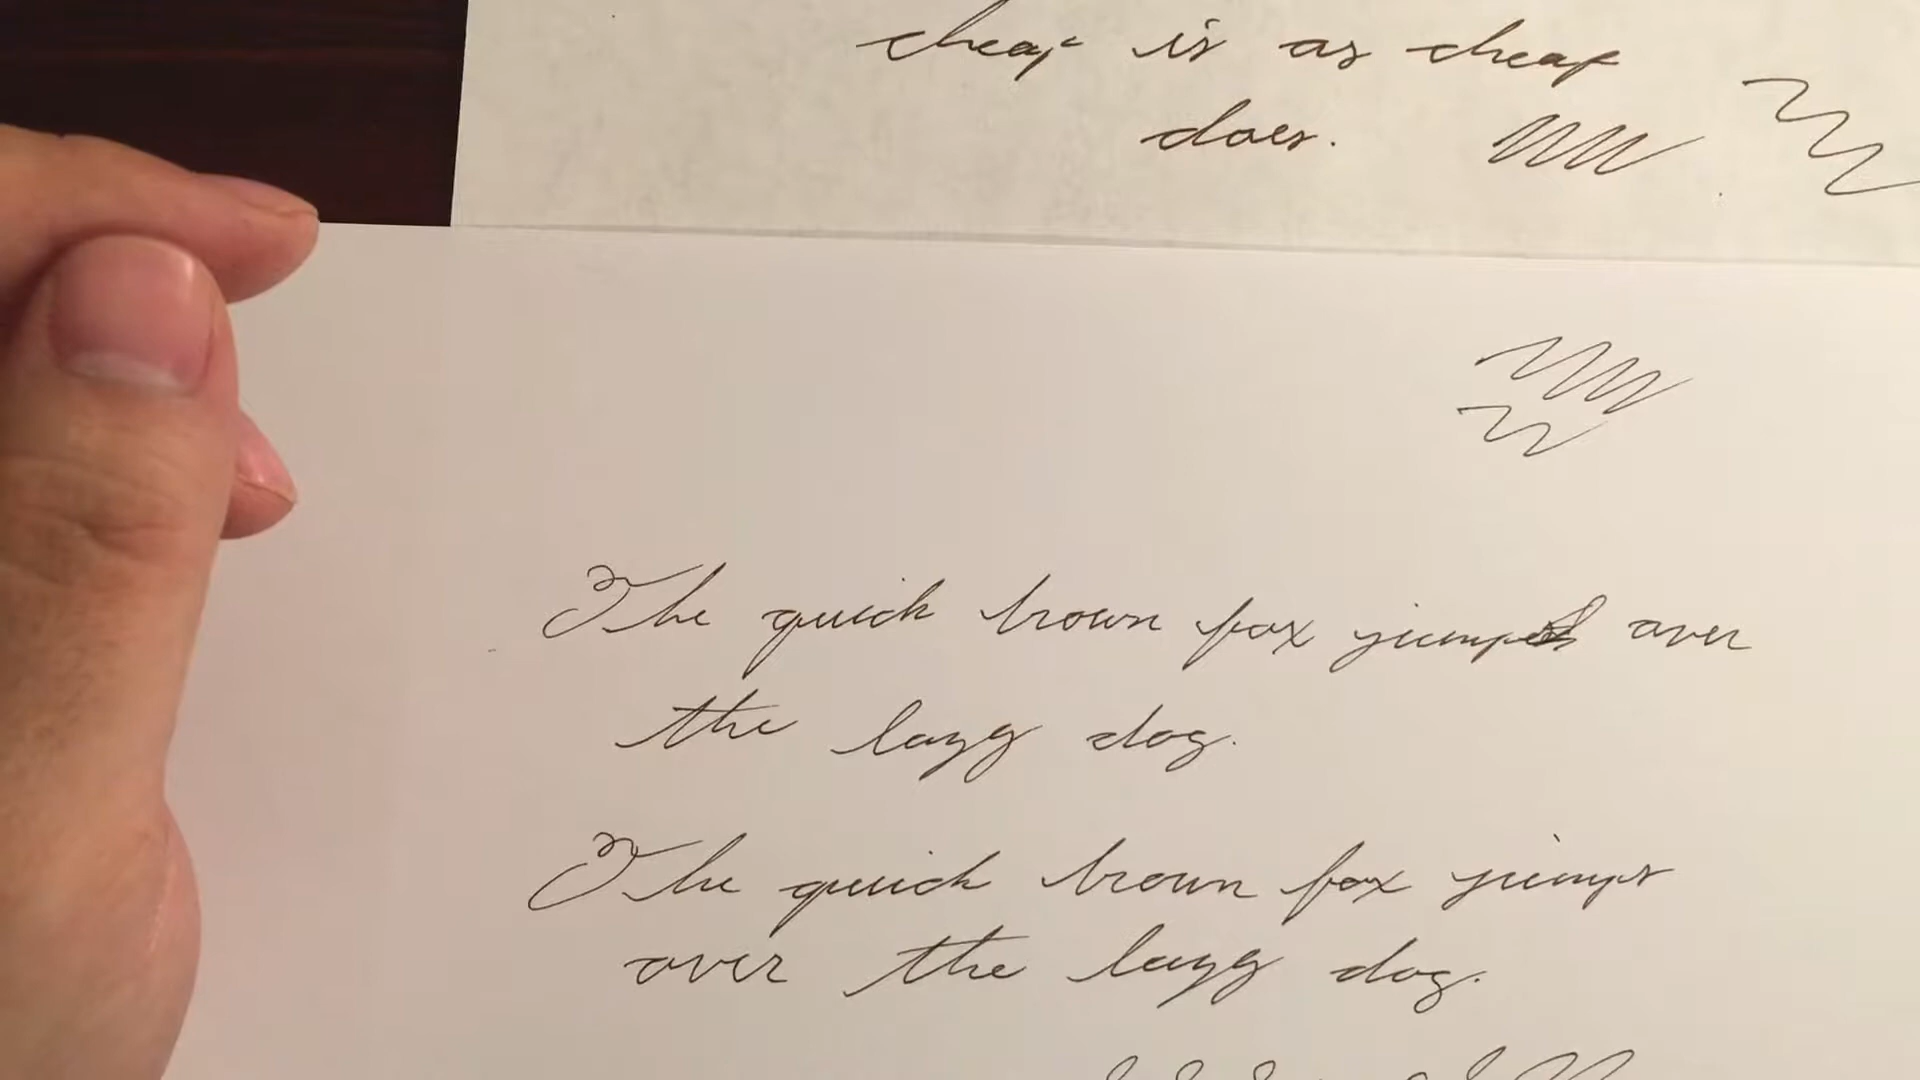 cheap is as cheap
does.
The quick brown fox jumps over
the lazy dog.
The quick brown fox jumps
over the lazy dog.